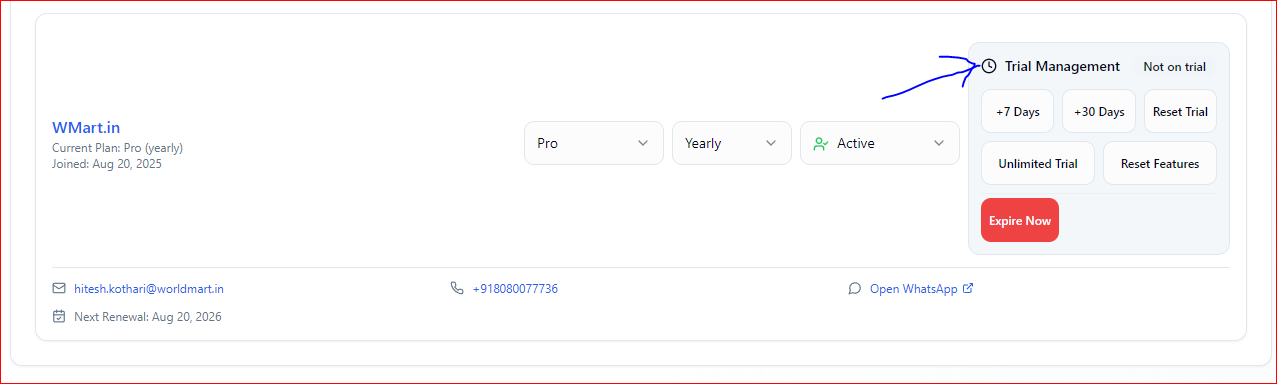 Trial Management Not on trial
+7 Days +30 Days Reset Trial
WMart.in
Current Plan: Pro (yearly)
Joined: Aug 20, 2025
Pro Yearly Active
Unlimited Trial Reset Features
Expire Now
hitesh.kothari@worldmart.in +918080077736 Open WhatsApp
Next Renewal: Aug 20, 2026